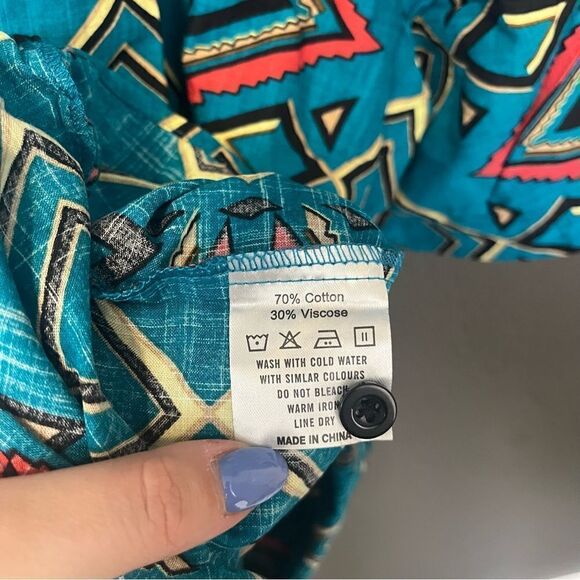 70% Cotton
30% Viscose
WASH WITH COLD WATER
WITH SIMLAR COLOURS
DO NOT BLEACH
WARM IRON
LINE DRY
MADE IN CHINA